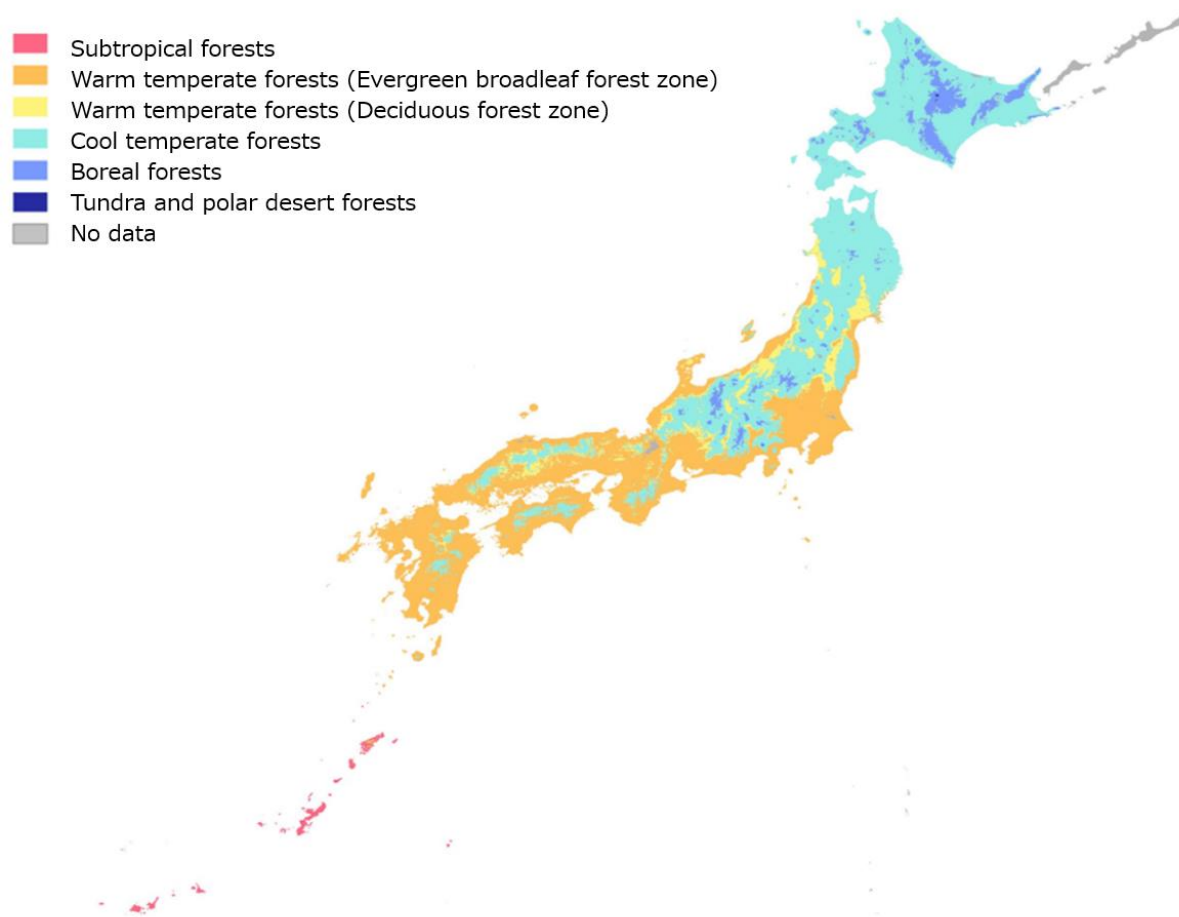 Subtropical forests
Warm temperate forests (Evergreen broadleaf forest zone)
Warm temperate forests (Deciduous forest zone)
Cool temperate forests
Boreal forests
Tundra and polar desert forests
No data